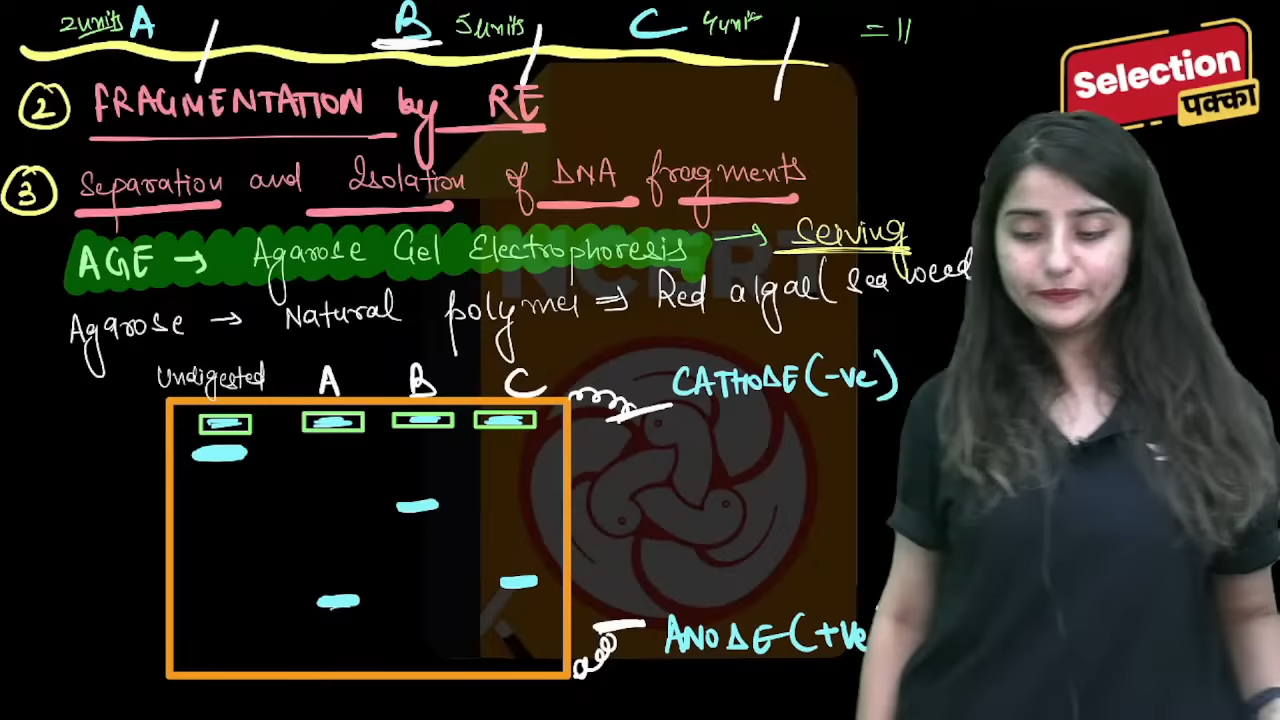 2units A B 5units C 4units = 11
Selection
पक्का
2 FRAGMENTATION by RE
3 Separation and Isolation of DNA fragments
AGE → Agarose Gel Electrophoresis → Seiving
Agarose → Natural polymer ⇒ Red algae (Sea weed
Undigested A B C CATHODE (-ve)
ANODE (+ve